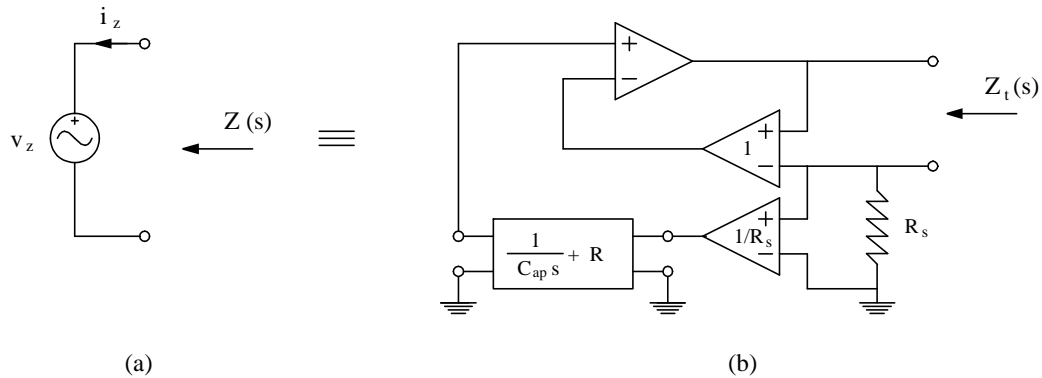 i z
+
v z
Z (s)
≡
+
−
Z t (s)
+
1
−
+
1/R s
−
R s
1
C ap s
+ R
(a)
(b)